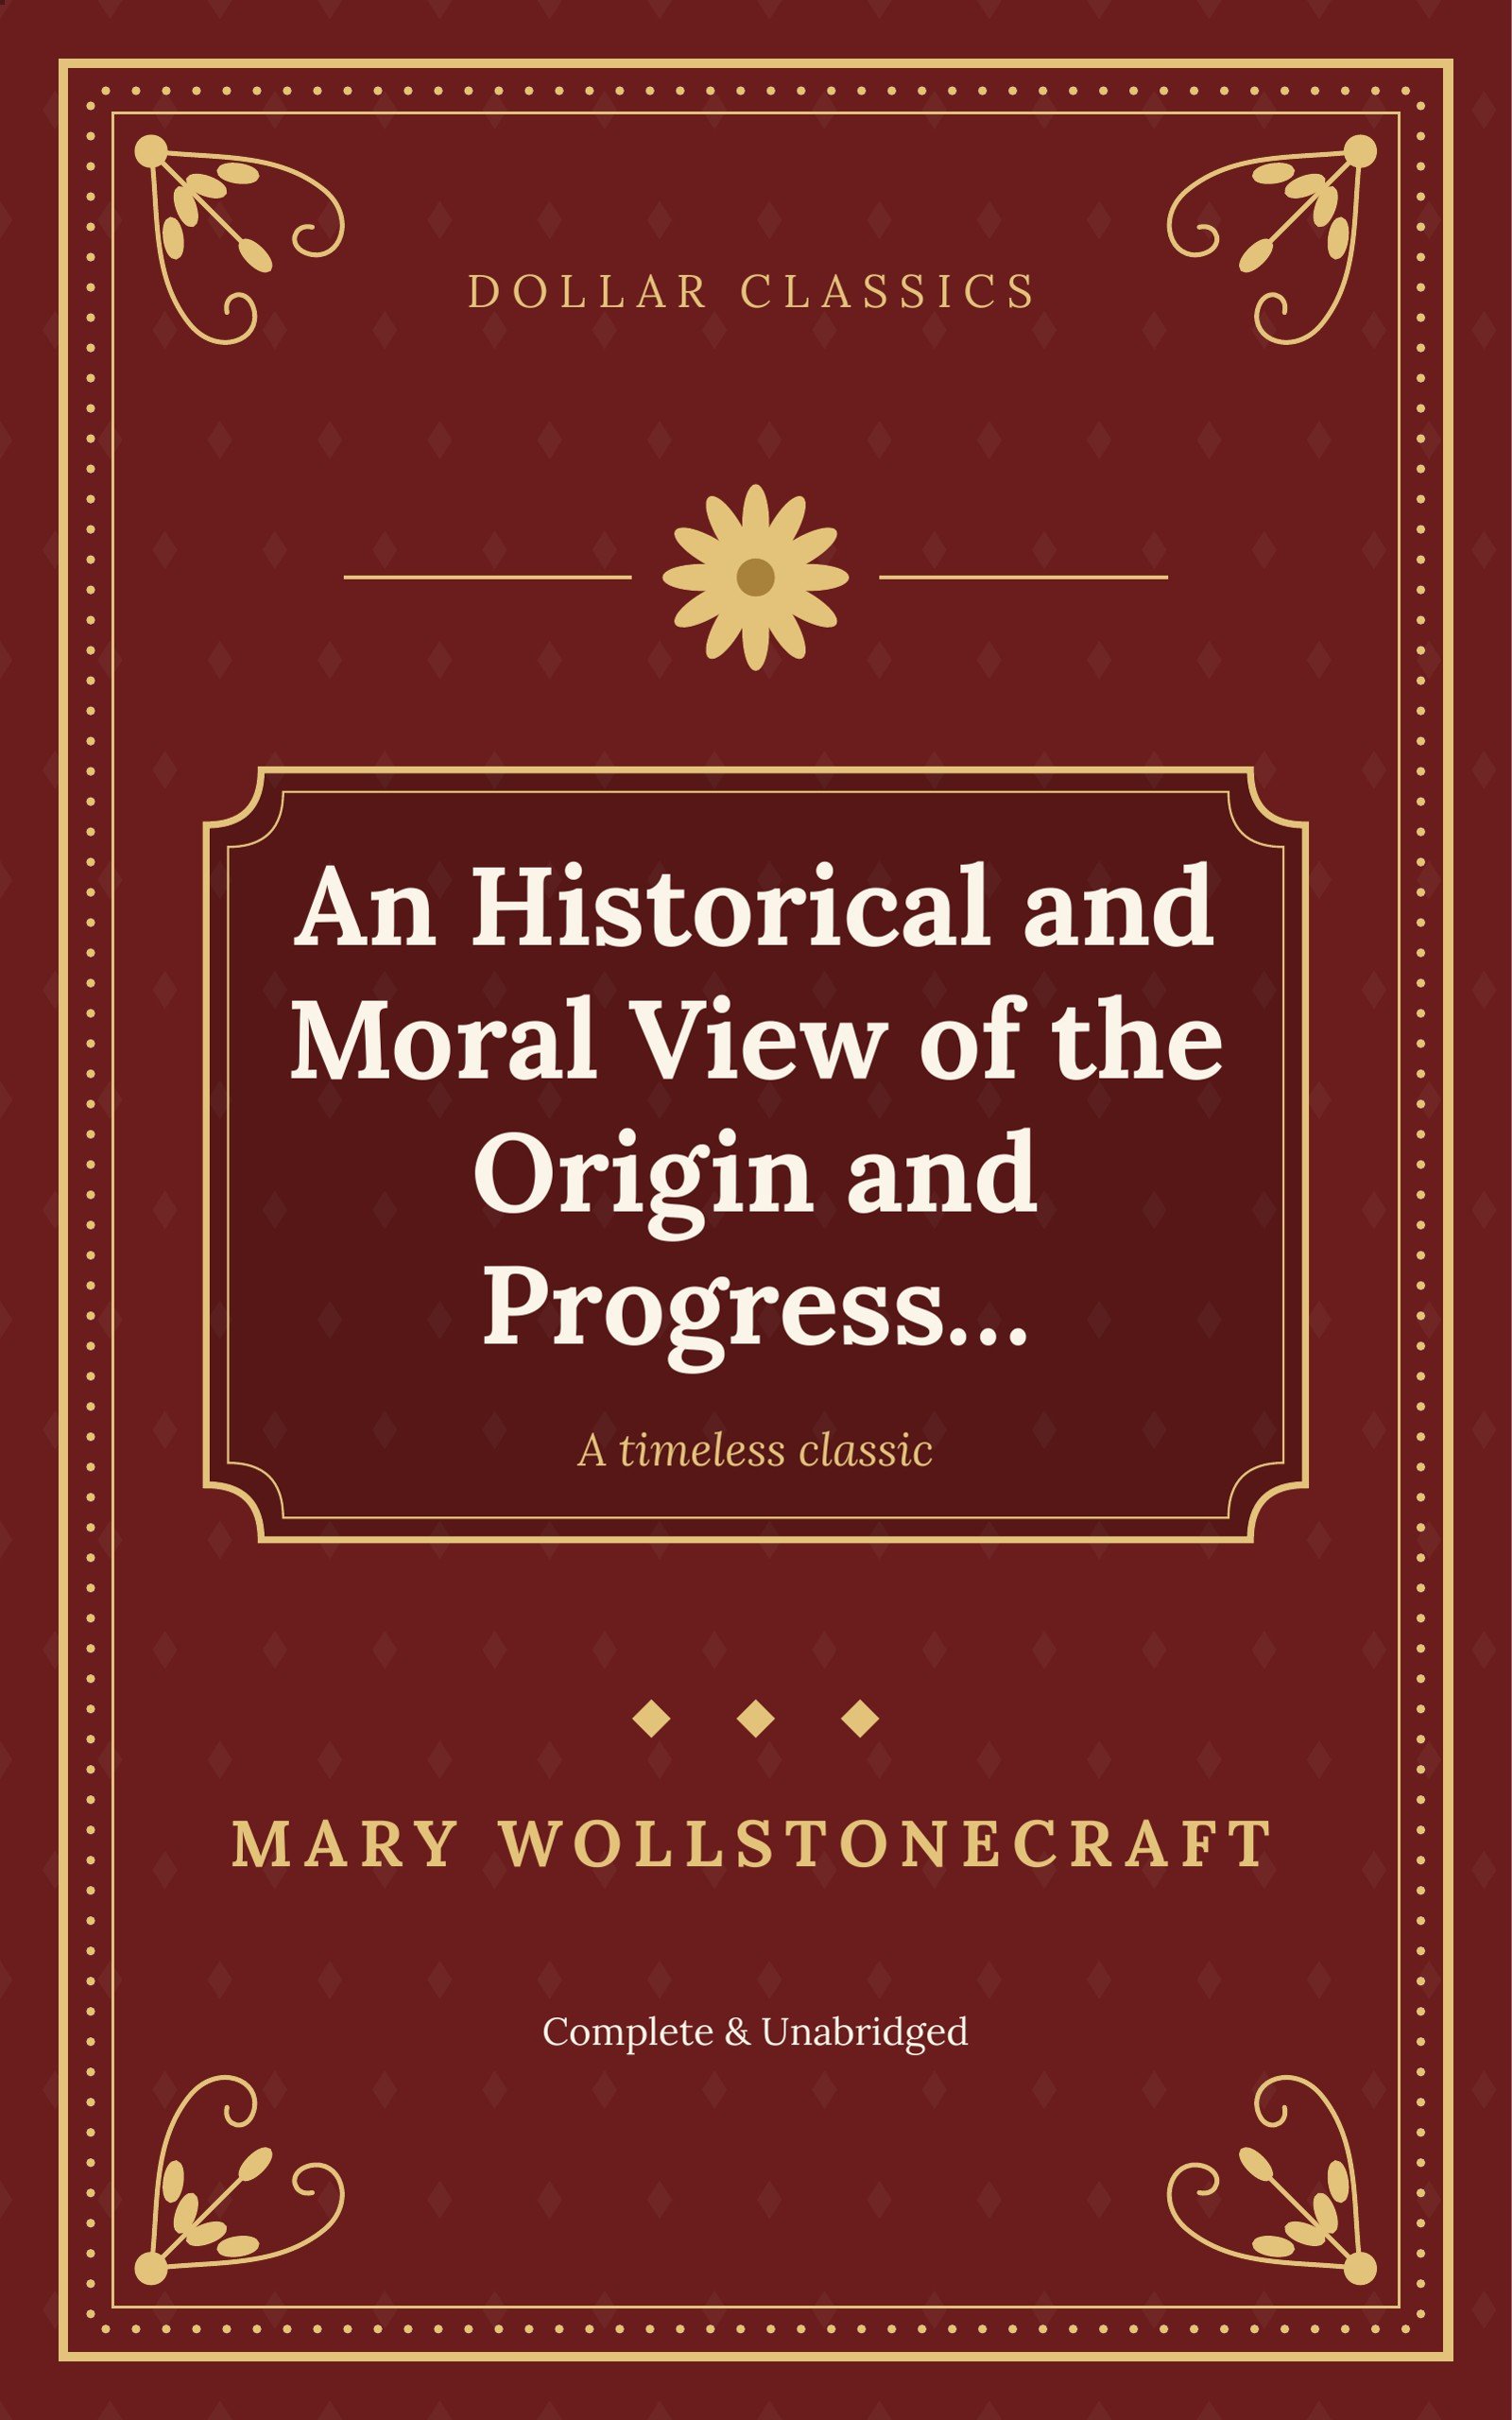 DOLLAR CLASSICS
An Historical and
Moral View of the
Origin and
Progress...
A timeless classic
MARY WOLLSTONECRAFT
Complete & Unabridged